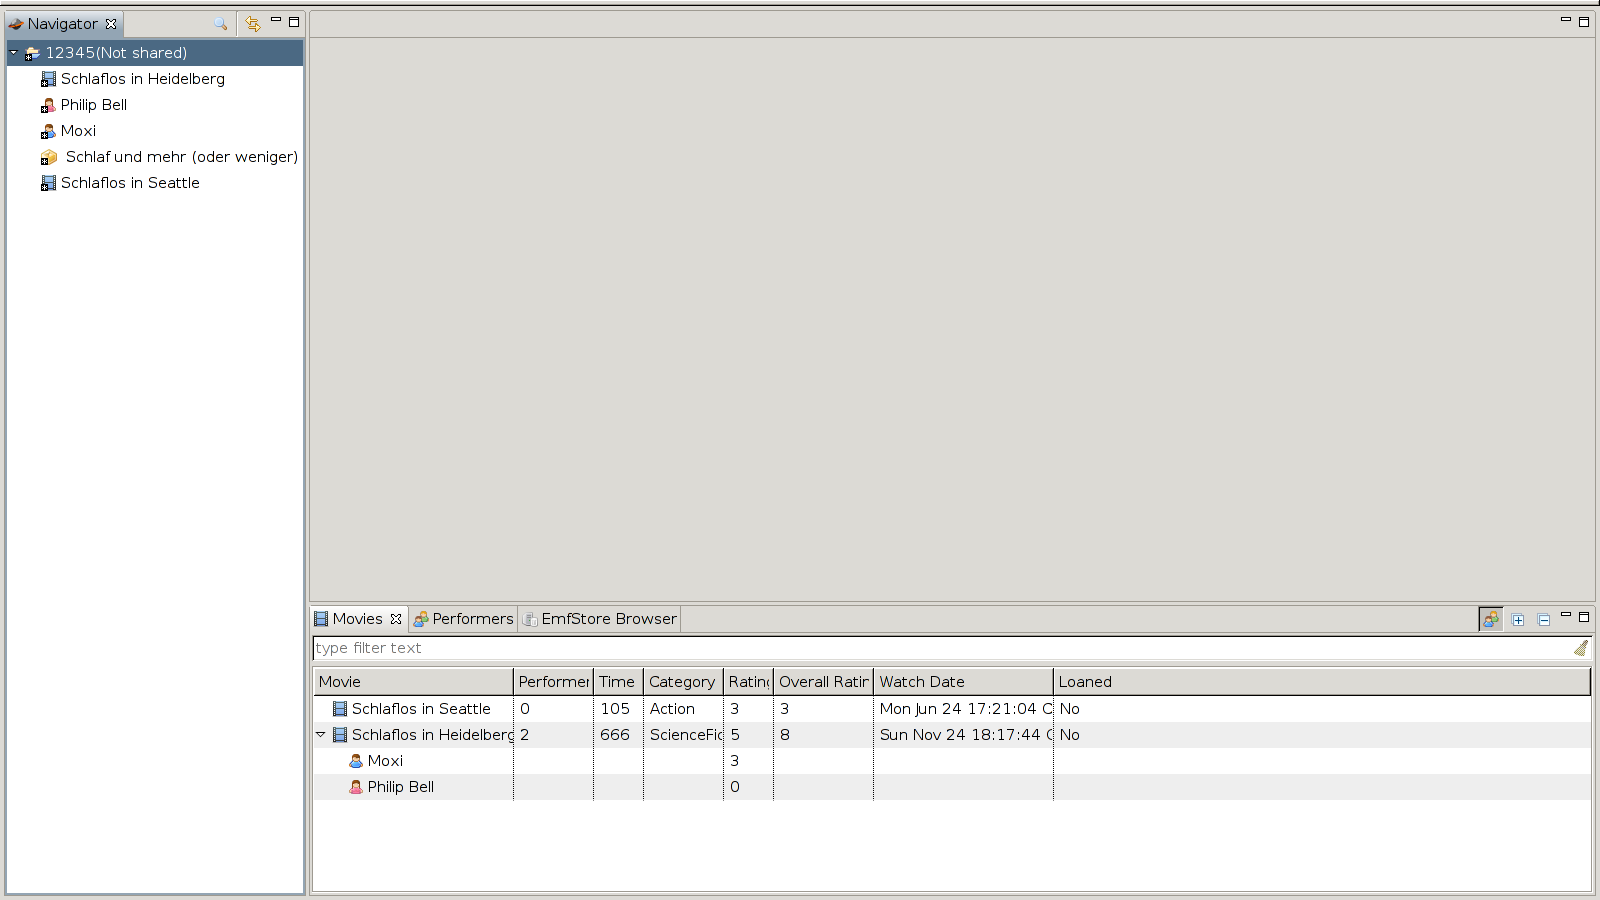 Navigator
12345(Not shared)
Schlaflos in Heidelberg
Philip Bell
Moxi
Schlaf und mehr (oder weniger)
Schlaflos in Seattle
Movies Performers EmfStore Browser
type filter text
Movie Performer Time Category Rating Overall Ratin Watch Date Loaned
Schlaflos in Seattle 0 105 Action 3 3 Mon Jun 24 17:21:04 C No
Schlaflos in Heidelberg 2 666 ScienceFic 5 8 Sun Nov 24 18:17:44 C No
Moxi 3
Philip Bell 0